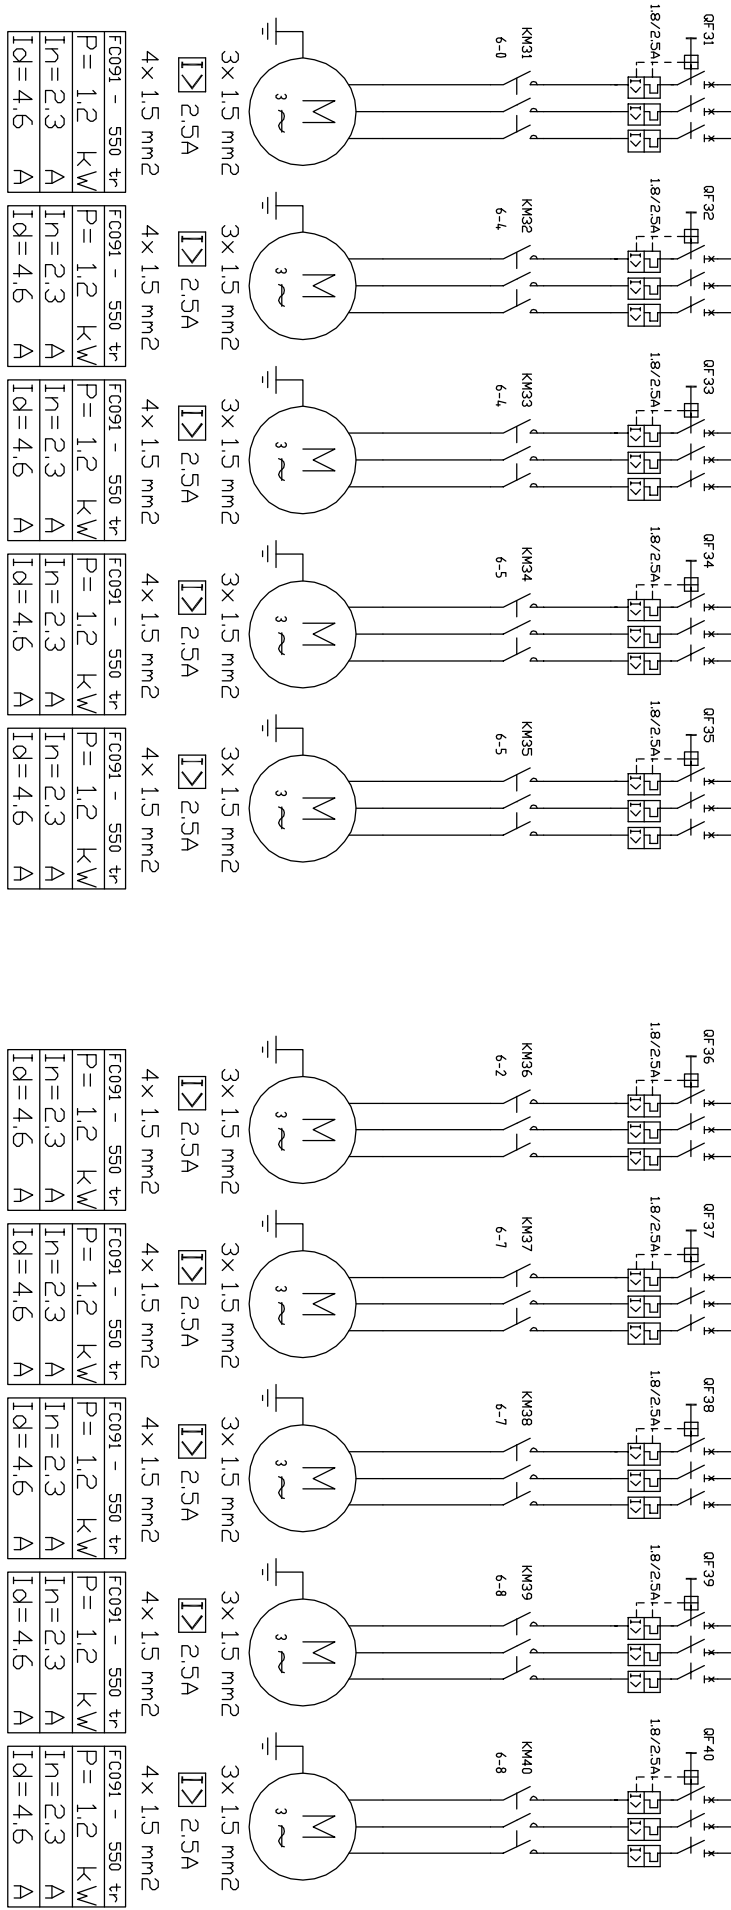 QF31
1.8/2.5A
KM31
6-0
M
3
3x 1.5 mm2
I> 2.5A
4x 1.5 mm2
FC091 - 550 tr
P= 1.2 kW
In=2.3 A
Id=4.6 A
QF32
1.8/2.5A
KM32
6-4
M
3
3x 1.5 mm2
I> 2.5A
4x 1.5 mm2
FC091 - 550 tr
P= 1.2 kW
In=2.3 A
Id=4.6 A
QF33
1.8/2.5A
KM33
6-4
M
3
3x 1.5 mm2
I> 2.5A
4x 1.5 mm2
FC091 - 550 tr
P= 1.2 kW
In=2.3 A
Id=4.6 A
QF34
1.8/2.5A
KM34
6-5
M
3
3x 1.5 mm2
I> 2.5A
4x 1.5 mm2
FC091 - 550 tr
P= 1.2 kW
In=2.3 A
Id=4.6 A
QF35
1.8/2.5A
KM35
6-5
M
3
3x 1.5 mm2
I> 2.5A
4x 1.5 mm2
FC091 - 550 tr
P= 1.2 kW
In=2.3 A
Id=4.6 A
QF36
1.8/2.5A
KM36
6-2
M
3
3x 1.5 mm2
I> 2.5A
4x 1.5 mm2
FC091 - 550 tr
P= 1.2 kW
In=2.3 A
Id=4.6 A
QF37
1.8/2.5A
KM37
6-7
M
3
3x 1.5 mm2
I> 2.5A
4x 1.5 mm2
FC091 - 550 tr
P= 1.2 kW
In=2.3 A
Id=4.6 A
QF38
1.8/2.5A
KM38
6-7
M
3
3x 1.5 mm2
I> 2.5A
4x 1.5 mm2
FC091 - 550 tr
P= 1.2 kW
In=2.3 A
Id=4.6 A
QF39
1.8/2.5A
KM39
6-8
M
3
3x 1.5 mm2
I> 2.5A
4x 1.5 mm2
FC091 - 550 tr
P= 1.2 kW
In=2.3 A
Id=4.6 A
QF40
1.8/2.5A
KM40
6-8
M
3
3x 1.5 mm2
I> 2.5A
4x 1.5 mm2
FC091 - 550 tr
P= 1.2 kW
In=2.3 A
Id=4.6 A